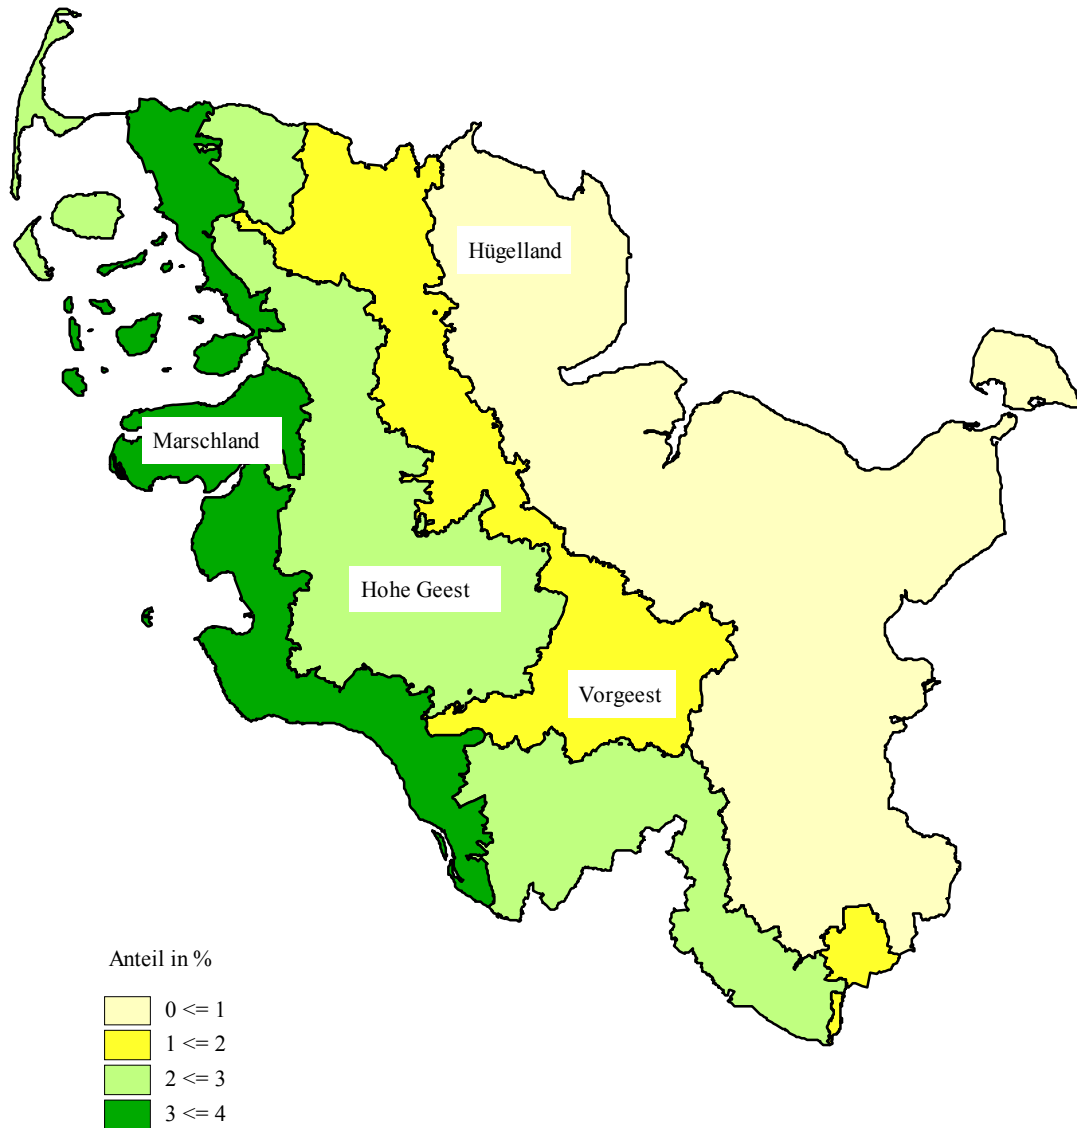 Hügelland
Marschland
Hohe Geest
Vorgeest
Anteil in %
0 <= 1
1 <= 2
2 <= 3
3 <= 4